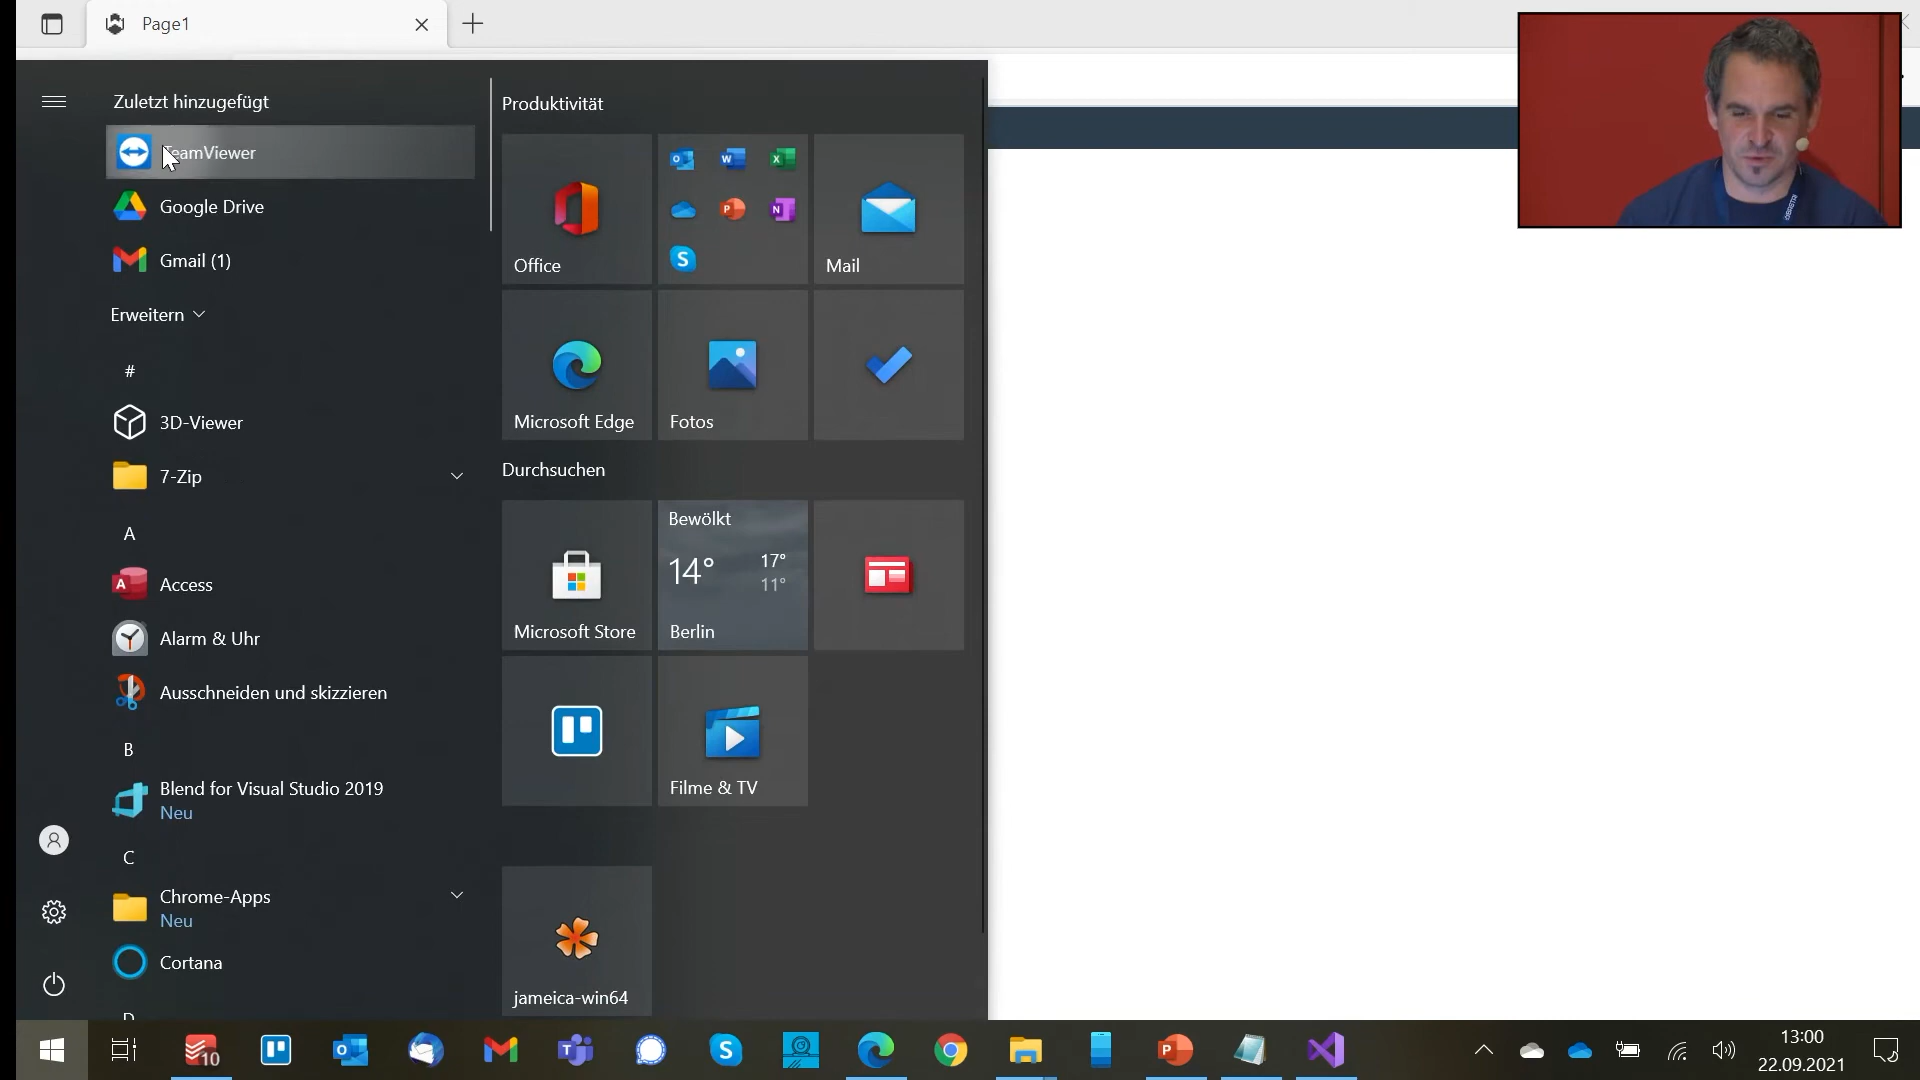 Page1
Zuletzt hinzugefügt
TeamViewer
Google Drive
Gmail (1)
Erweitern
#
3D-Viewer
7-Zip
A
Access
Alarm & Uhr
Ausschneiden und skizzieren
B
Blend for Visual Studio 2019
Neu
C
Chrome-Apps
Neu
Cortana
D
Produktivität
Office
Mail
Microsoft Edge
Fotos
Durchsuchen
Microsoft Store
Bewölkt
14°
17°
11°
Berlin
Filme & TV
jameica-win64
10
13:00
22.09.2021